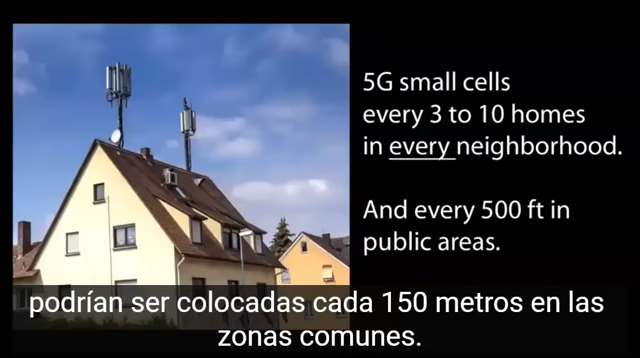 5G small cells
every 3 to 10 homes
in every neighborhood.
And every 500 ft in
public areas.
podrían ser colocadas cada 150 metros en las
zonas comunes.